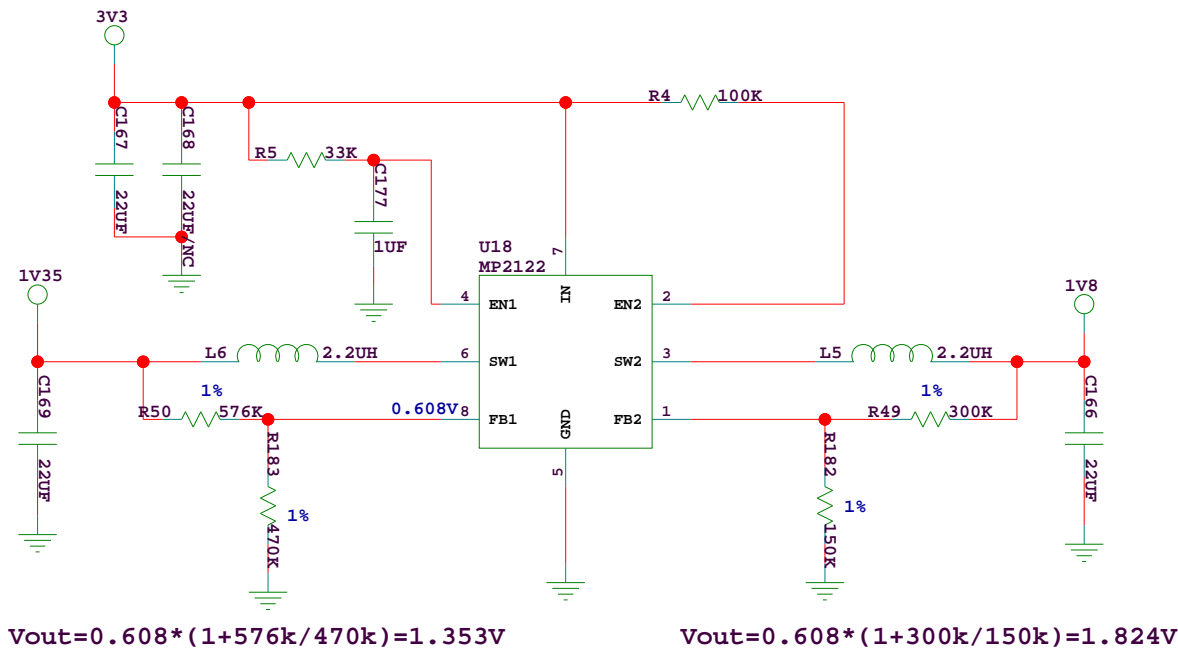 3V3
R4 100K
C167
C168
R5 33K
C177
22UF
22UF/NC
1UF
U18
MP2122
7
1V35
1V8
4 EN1
IN
EN2 2
L6 2.2UH
6 SW1
SW2 3
L5 2.2UH
C169
1%
1%
C166
R50 576K
0.608V 8 FB1
GND
FB2 1
R49 300K
R183
R182
22UF
5
22UF
1%
1%
470K
150K
Vout=0.608*(1+576k/470k)=1.353V
Vout=0.608*(1+300k/150k)=1.824V